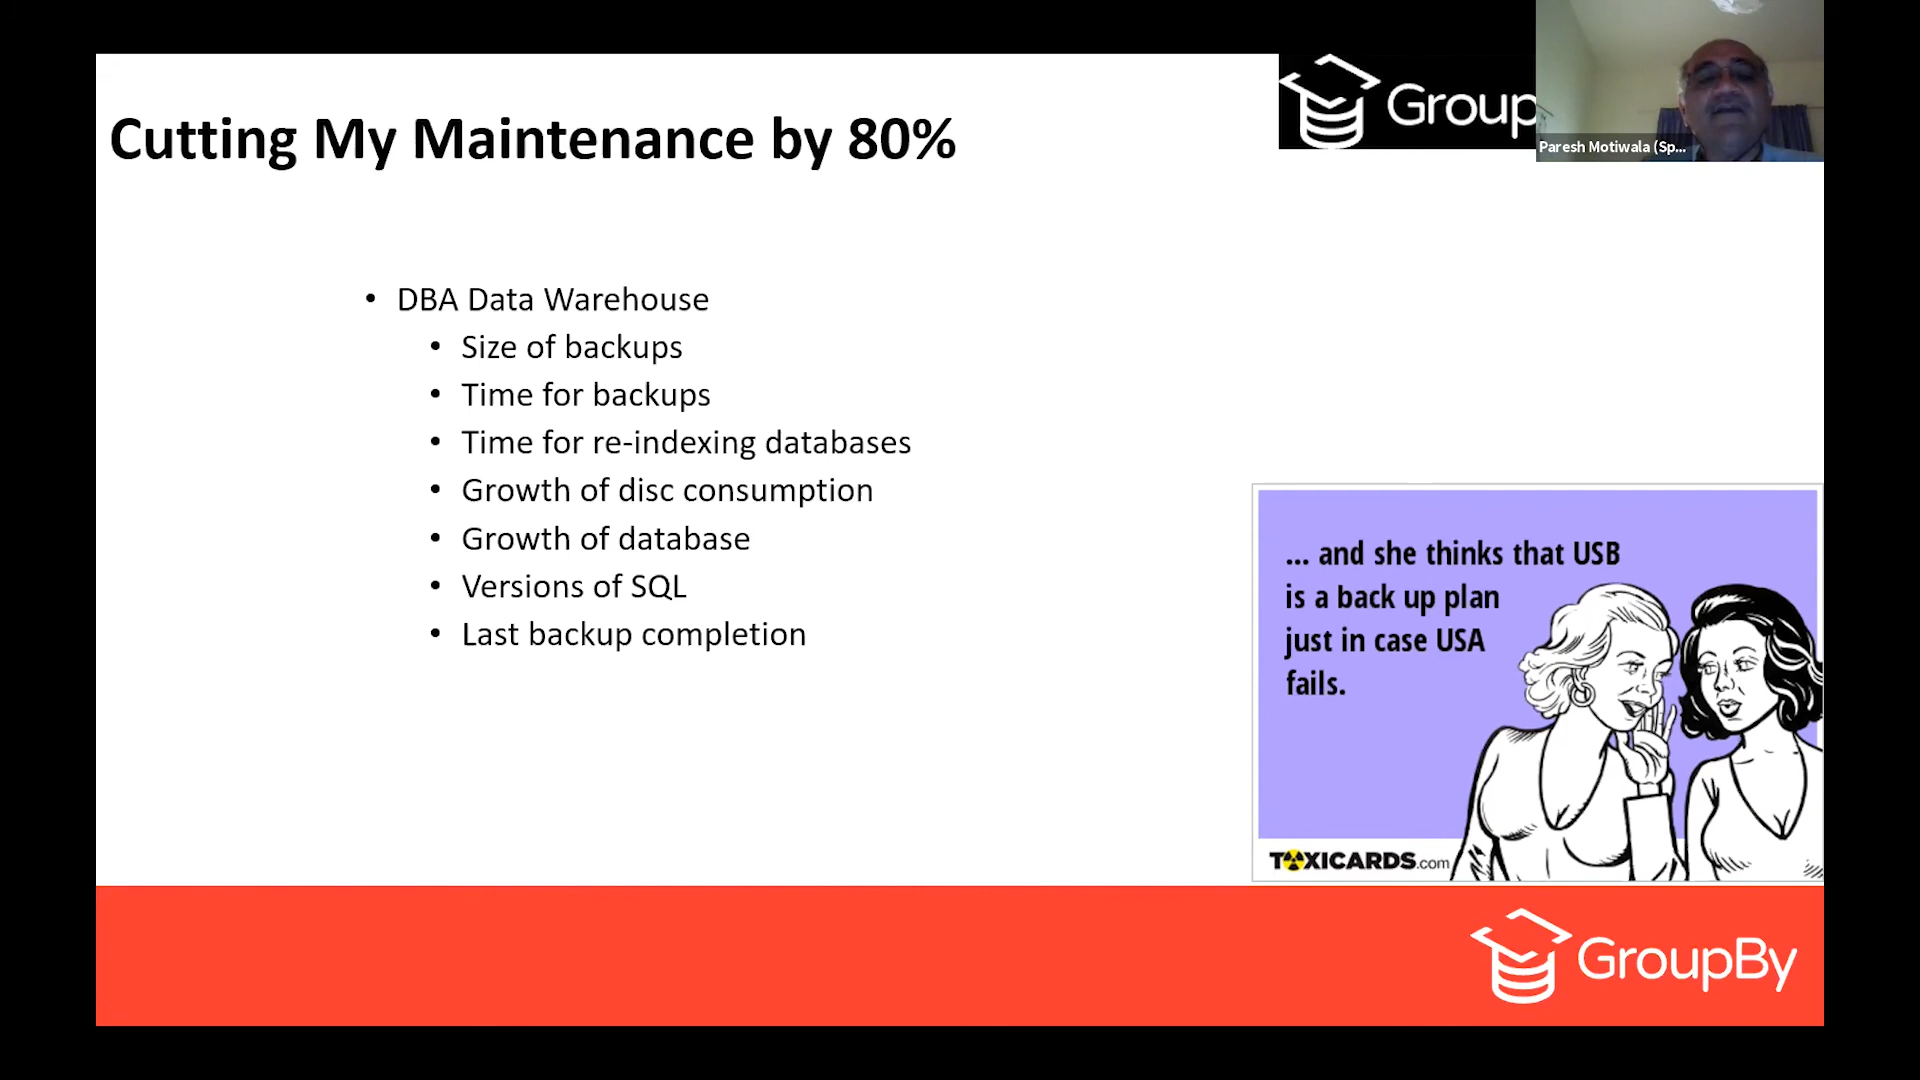 Cutting My Maintenance by 80%
Group
Paresh Motiwala (Sp...
• DBA Data Warehouse
• Size of backups
• Time for backups
• Time for re-indexing databases
• Growth of disc consumption
• Growth of database
• Versions of SQL
• Last backup completion
... and she thinks that USB
is a back up plan
just in case USA
fails.
TOXICARDS.com
GroupBy